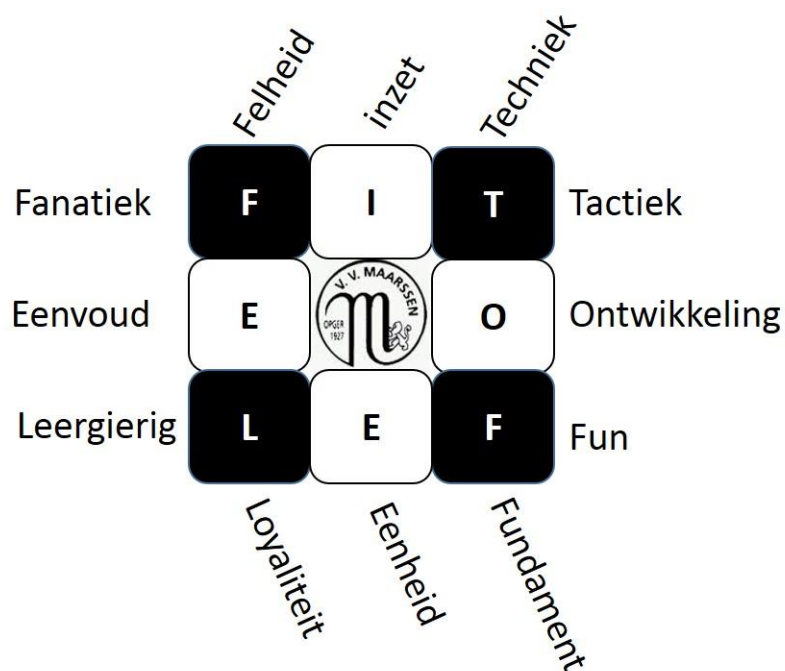 Felheid inzet Techniek
Fanatiek F I T Tactiek
V. V. MAARSSEN
Eenvoud E m O Ontwikkeling
OPGER
1927
Leergierig L E F Fun
Loyaliteit Eenheid Fundament